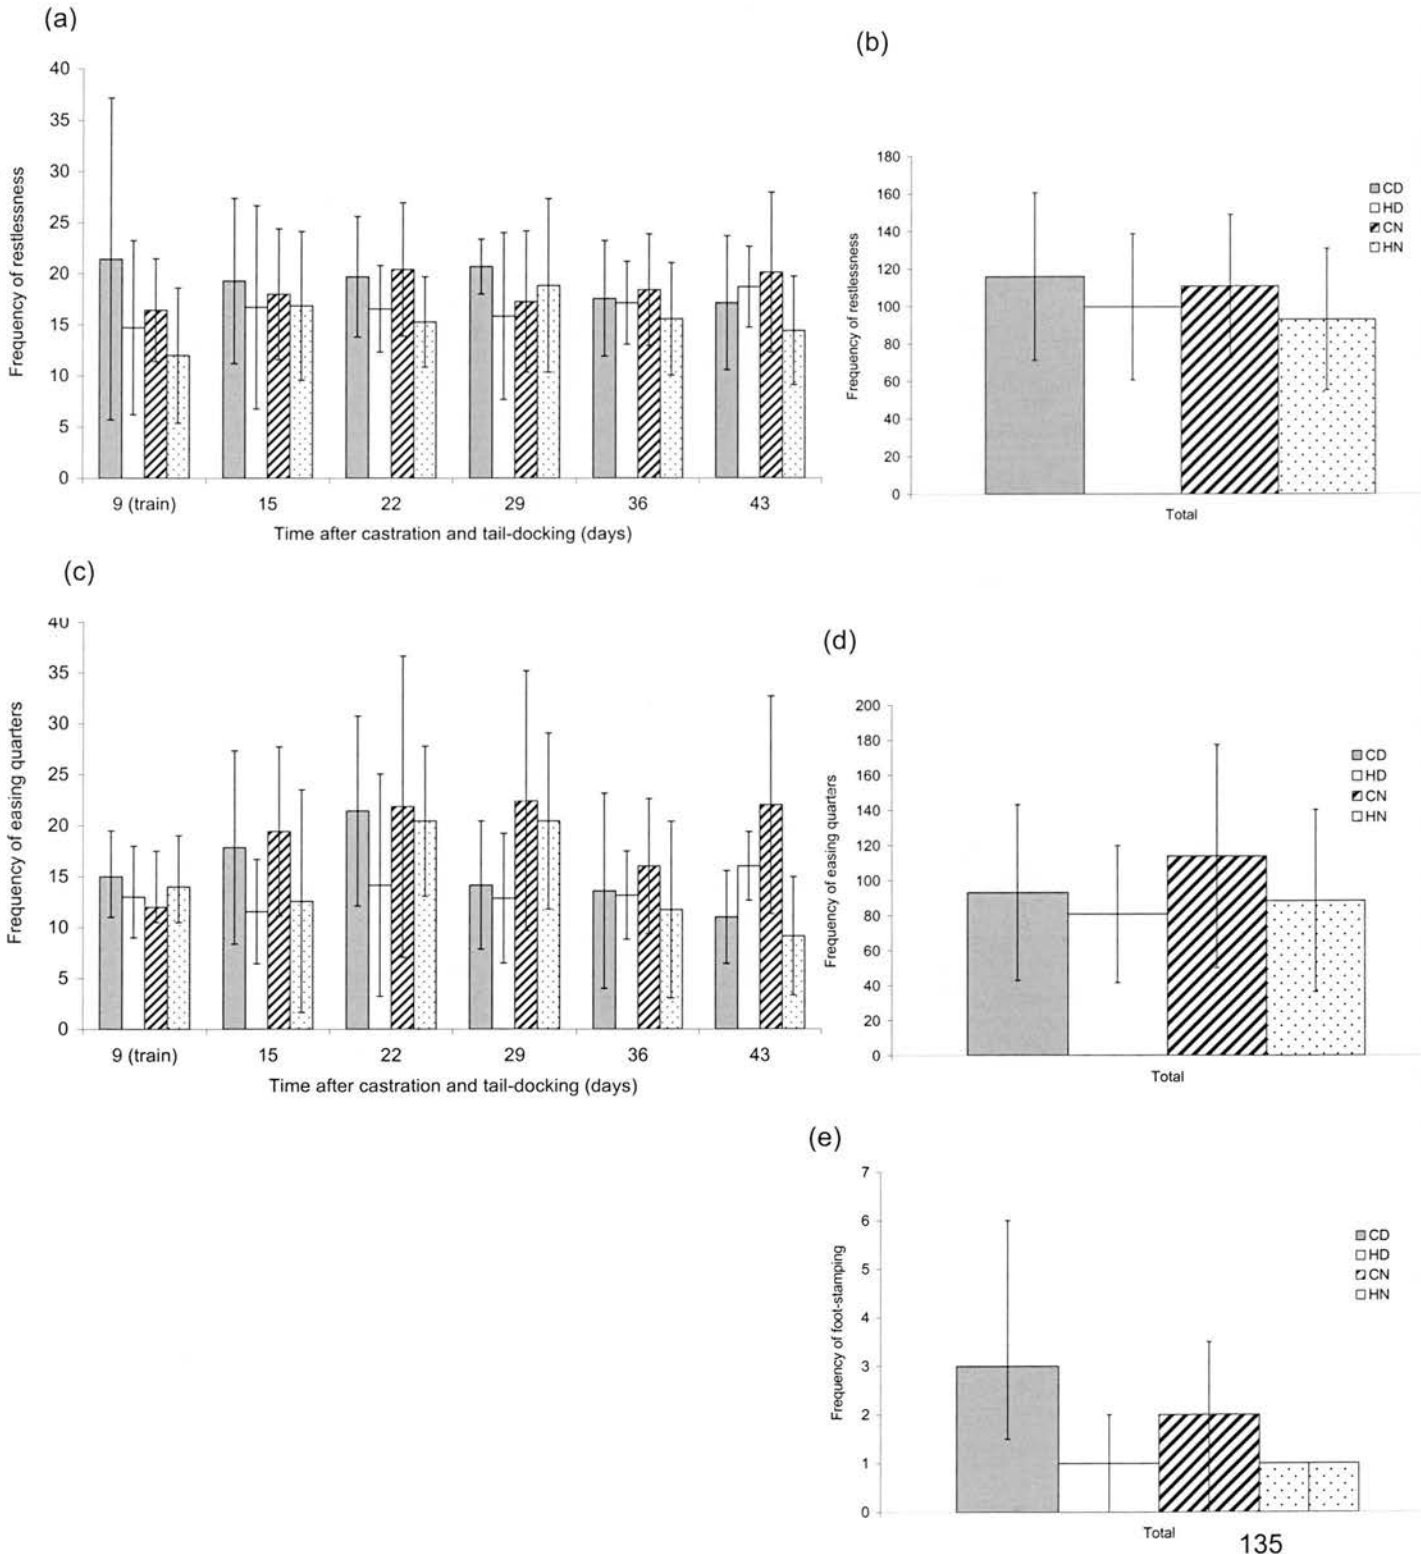 (a)
40
35
30
25
20
15
10
5
0
Frequency of restlessness
9 (train) 15 22 29 36 43
Time after castration and tail-docking (days)
(b)
180
160
140
120
100
80
60
40
20
0
Frequency of restlessness
CD
HD
CN
HN
Total
(c)
40
35
30
25
20
15
10
5
0
Frequency of easing quarters
9 (train) 15 22 29 36 43
Time after castration and tail-docking (days)
(d)
200
180
160
140
120
100
80
60
40
20
0
Frequency of easing quarters
CD
HD
CN
HN
Total
(e)
7
6
5
4
3
2
1
0
Frequency of foot-stamping
CD
HD
CN
HN
Total
135